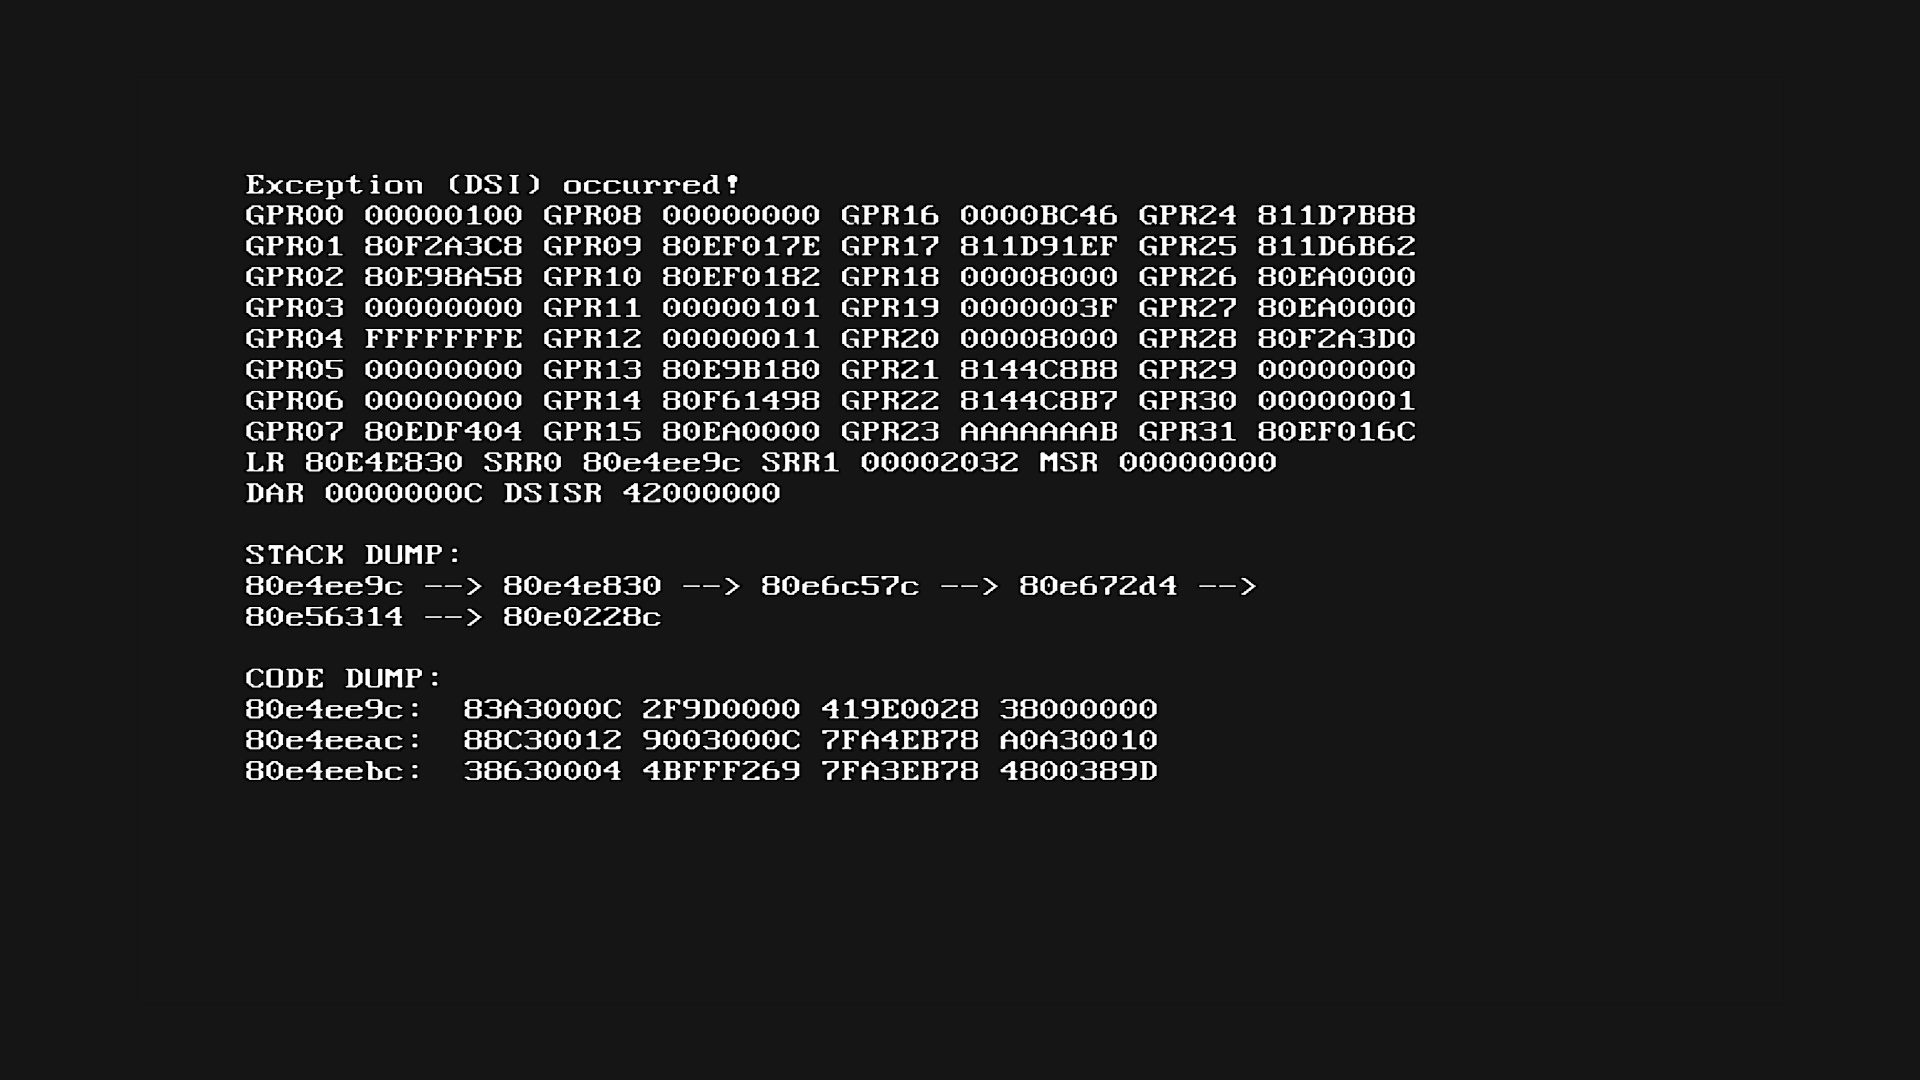 Exception (DSI) occurred!
GPR00 00000100 GPR08 00000000 GPR16 0000BC46 GPR24 811D7B88
GPR01 80F2A3C8 GPR09 80EF017E GPR17 811D91EF GPR25 811D6B62
GPR02 80E98A58 GPR10 80EF0182 GPR18 00008000 GPR26 80EA0000
GPR03 00000000 GPR11 00000101 GPR19 0000003F GPR27 80EA0000
GPR04 FFFFFFFE GPR12 00000011 GPR20 00008000 GPR28 80F2A3D0
GPR05 00000000 GPR13 80E9B180 GPR21 8144C8B8 GPR29 00000000
GPR06 00000000 GPR14 80F61498 GPR22 8144C8B7 GPR30 00000001
GPR07 80EDF404 GPR15 80EA0000 GPR23 AAAAAAAB GPR31 80EF016C
LR 80E4E830 SRR0 80e4ee9c SRR1 00002032 MSR 00000000
DAR 0000000C DSISR 42000000
STACK DUMP:
80e4ee9c --> 80e4e830 --> 80e6c57c --> 80e672d4 -->
80e56314 --> 80e0228c
CODE DUMP:
80e4ee9c:  83A3000C 2F9D0000 419E0028 38000000
80e4eeac:  88C30012 9003000C 7FA4EB78 A0A30010
80e4eebc:  38630004 4BFFF269 7FA3EB78 4800389D